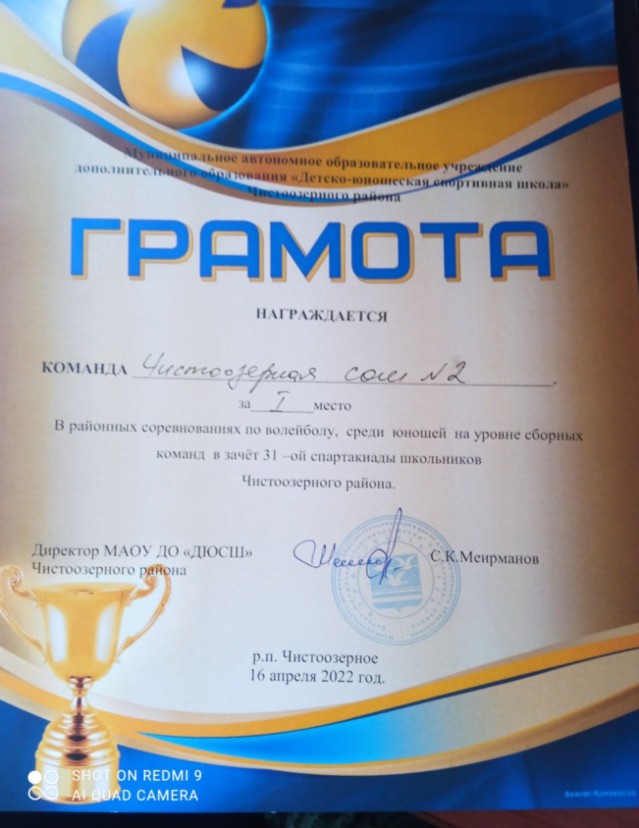 Муниципальное автономное образовательное учреждение
дополнительного образования «Детско-юношеская спортивная школа»
Чистоозерного района
ГРАМОТА
НАГРАЖДАЕТСЯ
КОМАНДА Чистоозерная сош №2.
за I место
В районных соревнованиях по волейболу, среди юношей на уровне сборных
команд в зачёт 31 –ой спартакиады школьников
Чистоозерного района.
Директор МАОУ ДО «ДЮСШ» С.К.Меирманов
Чистоозерного района
р.п. Чистоозерное
16 апреля 2022 год.
SHOT ON REDMI 9
AI QUAD CAMERA